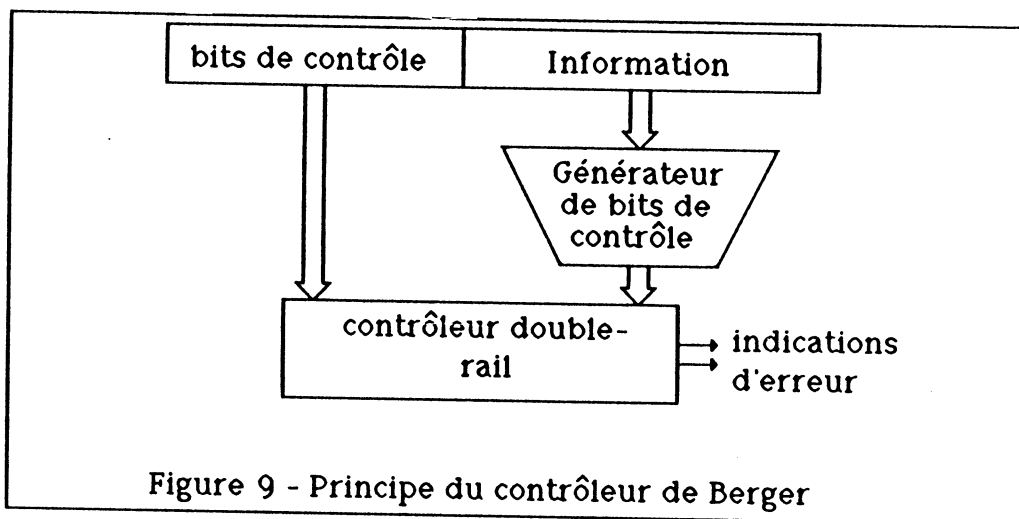 bits de contrôle
Information
Générateur
de bits de
contrôle
contrôleur double-
rail
indications
d'erreur
Figure 9 - Principe du contrôleur de Berger